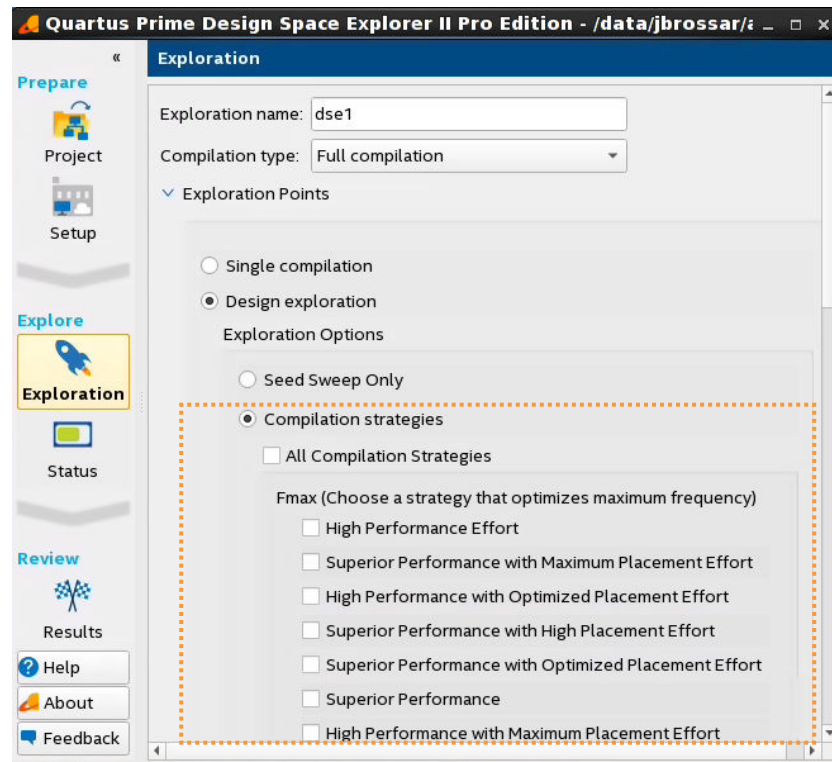 Quartus Prime Design Space Explorer II Pro Edition - /data/jbrossar/
«
Exploration
Prepare
Project
Setup
Explore
Exploration
Status
Review
Results
Help
About
Feedback
Exploration name: dse1
Compilation type: Full compilation
Exploration Points
Single compilation
Design exploration
Exploration Options
Seed Sweep Only
Compilation strategies
All Compilation Strategies
Fmax (Choose a strategy that optimizes maximum frequency)
High Performance Effort
Superior Performance with Maximum Placement Effort
High Performance with Optimized Placement Effort
Superior Performance with High Placement Effort
Superior Performance with Optimized Placement Effort
Superior Performance
High Performance with Maximum Placement Effort